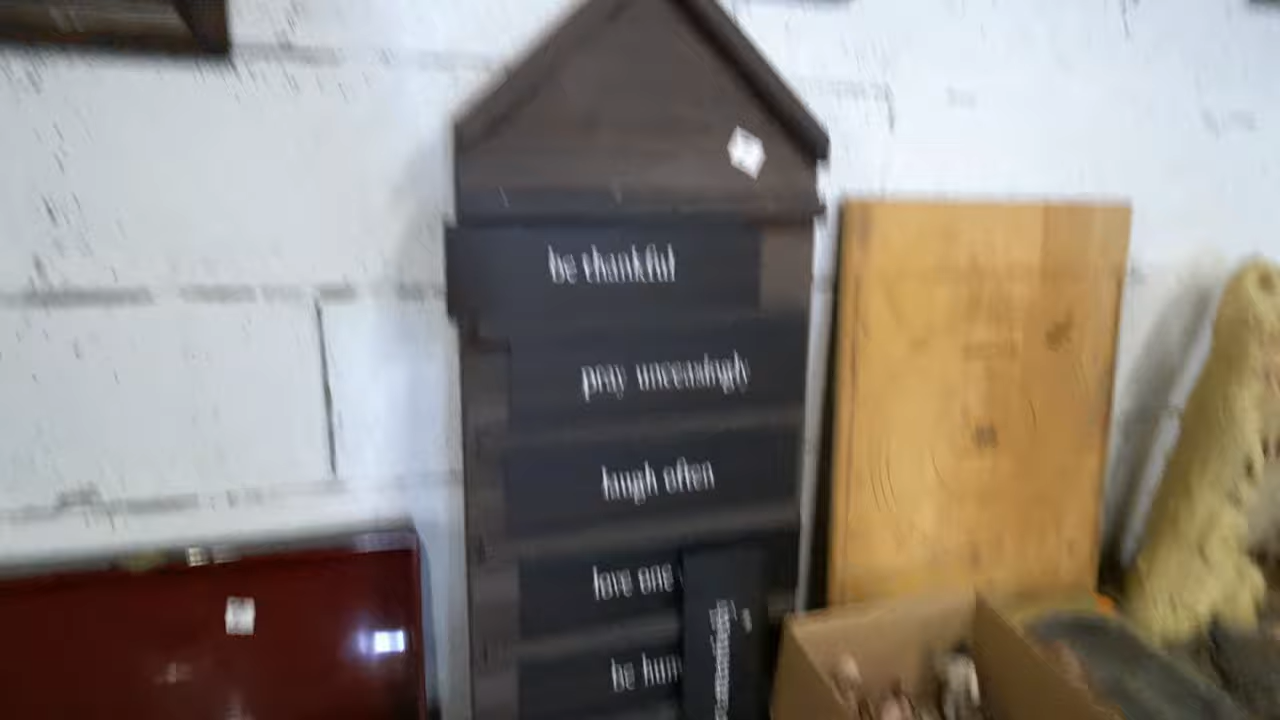 be thankful
pray unceasingly
laugh often
love one
be hum